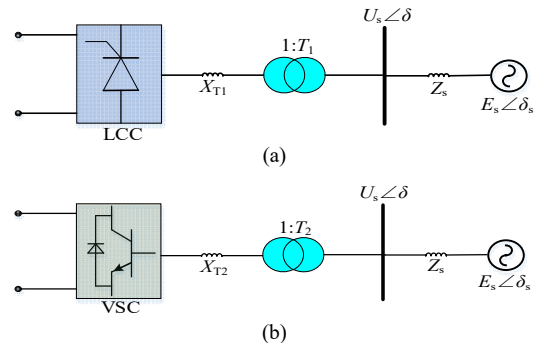 U_s∠δ
1:T_1
LCC
X_T1
Z_s
E_s∠δ_s
(a)
U_s∠δ
1:T_2
VSC
X_T2
Z_s
E_s∠δ_s
(b)